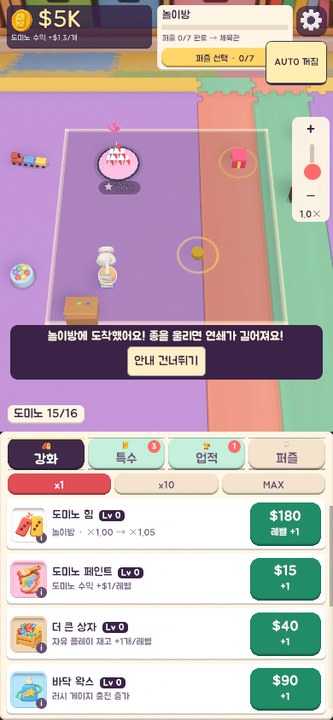 $5K
도미노 수익 +$1.3/개
놀이방
퍼즐 0/7 완료 → 체육관
퍼즐 선택 · 0/7
AUTO 꺼짐
+
−
1.0×
놀이방에 도착했어요! 종을 울리면 연쇄가 길어져요!
안내 건너뛰기
도미노 15/16
강화
특수
3
업적
1
퍼즐
x1
x10
MAX
도미노 힘 Lv 0
놀이방 · ×1.00 → ×1.05
$180
레벨 +1
도미노 페인트 Lv 0
도미노 수익 +$1/레벨
$15
+1
더 큰 상자 Lv 0
자유 플레이 재고 +1개/레벨
$40
+1
바닥 왁스 Lv 0
러시 게이지 충전 증가
$90
+1